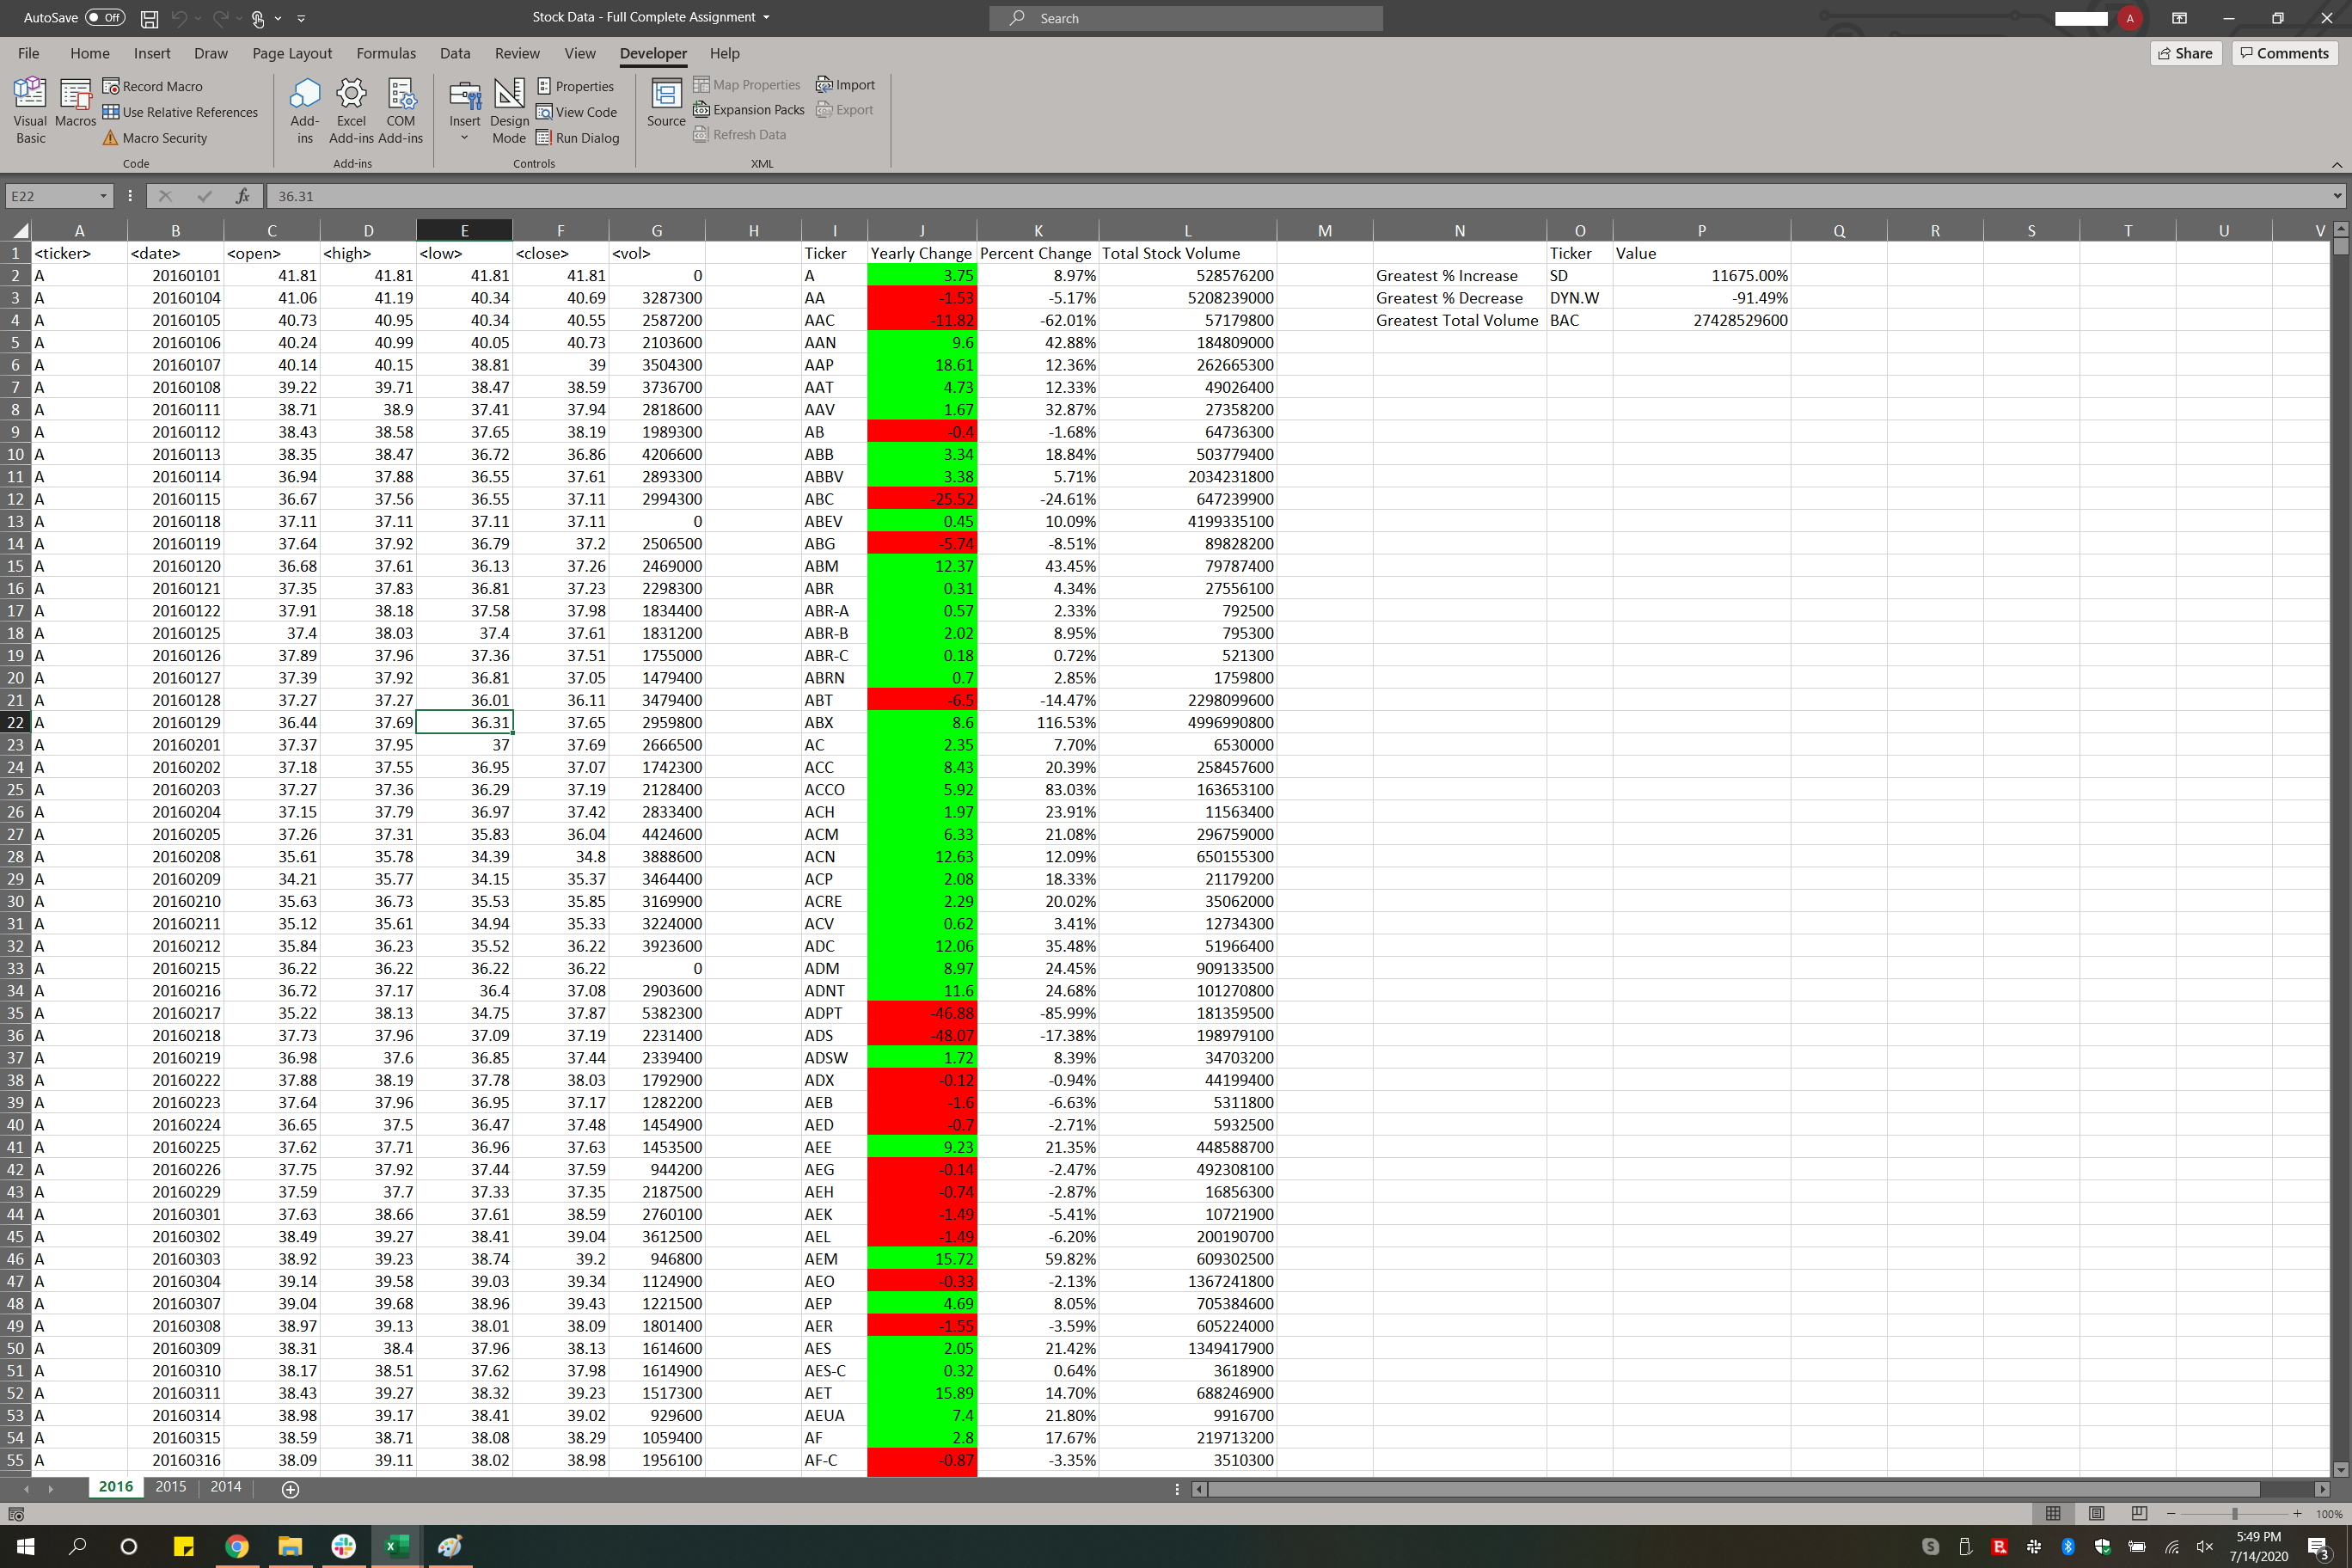 AutoSave Off Stock Data - Full Complete Assignment Search A
File Home Insert Draw Page Layout Formulas Data Review View Developer Help Share Comments
Visual Basic Macros Record Macro Use Relative References Macro Security Code
Add-ins Excel Add-ins COM Add-ins Add-ins
Insert Design Mode Properties View Code Run Dialog Controls
Source Map Properties Expansion Packs Refresh Data Import Export XML
E22 fx 36.31
A B C D E F G H I J K L M N O P Q R S T U V
1 <ticker> <date> <open> <high> <low> <close> <vol> Ticker Yearly Change Percent Change Total Stock Volume Ticker Value
2 A 20160101 41.81 41.81 41.81 41.81 0 A 3.75 8.97% 528576200 Greatest % Increase SD 11675.00%
3 A 20160104 41.06 41.19 40.34 40.69 3287300 AA -1.53 -5.17% 5208239000 Greatest % Decrease DYN.W -91.49%
4 A 20160105 40.73 40.95 40.34 40.55 2587200 AAC -11.82 -62.01% 57179800 Greatest Total Volume BAC 27428529600
5 A 20160106 40.24 40.99 40.05 40.73 2103600 AAN 9.6 42.88% 184809000
6 A 20160107 40.14 40.15 38.81 39 3504300 AAP 18.61 12.36% 262665300
7 A 20160108 39.22 39.71 38.47 38.59 3736700 AAT 4.73 12.33% 49026400
8 A 20160111 38.71 38.9 37.41 37.94 2818600 AAV 1.67 32.87% 27358200
9 A 20160112 38.43 38.58 37.65 38.19 1989300 AB -0.4 -1.68% 64736300
10 A 20160113 38.35 38.47 36.72 36.86 4206600 ABB 3.34 18.84% 503779400
11 A 20160114 36.94 37.88 36.55 37.61 2893300 ABBV 3.38 5.71% 2034231800
12 A 20160115 36.67 37.56 36.55 37.11 2994300 ABC -25.52 -24.61% 647239900
13 A 20160118 37.11 37.11 37.11 37.11 0 ABEV 0.45 10.09% 4199335100
14 A 20160119 37.64 37.92 36.79 37.2 2506500 ABG -5.74 -8.51% 89828200
15 A 20160120 36.68 37.61 36.13 37.26 2469000 ABM 12.37 43.45% 79787400
16 A 20160121 37.35 37.83 36.81 37.23 2298300 ABR 0.31 4.34% 27556100
17 A 20160122 37.91 38.18 37.58 37.98 1834400 ABR-A 0.57 2.33% 792500
18 A 20160125 37.4 38.03 37.4 37.61 1831200 ABR-B 2.02 8.95% 795300
19 A 20160126 37.89 37.96 37.36 37.51 1755000 ABR-C 0.18 0.72% 521300
20 A 20160127 37.39 37.92 36.81 37.05 1479400 ABRN 0.7 2.85% 1759800
21 A 20160128 37.27 37.27 36.01 36.11 3479400 ABT -6.5 -14.47% 2298099600
22 A 20160129 36.44 37.69 36.31 37.65 2959800 ABX 8.6 116.53% 4996990800
23 A 20160201 37.37 37.95 37 37.69 2666500 AC 2.35 7.70% 6530000
24 A 20160202 37.18 37.55 36.95 37.07 1742300 ACC 8.43 20.39% 258457600
25 A 20160203 37.27 37.36 36.29 37.19 2128400 ACCO 5.92 83.03% 163653100
26 A 20160204 37.15 37.79 36.97 37.42 2833400 ACH 1.97 23.91% 11563400
27 A 20160205 37.26 37.31 35.83 36.04 4424600 ACM 6.33 21.08% 296759000
28 A 20160208 35.61 35.78 34.39 34.8 3888600 ACN 12.63 12.09% 650155300
29 A 20160209 34.21 35.77 34.15 35.37 3464400 ACP 2.08 18.33% 21179200
30 A 20160210 35.63 36.73 35.53 35.85 3169900 ACRE 2.29 20.02% 35062000
31 A 20160211 35.12 35.61 34.94 35.33 3224000 ACV 0.62 3.41% 12734300
32 A 20160212 35.84 36.23 35.52 36.22 3923600 ADC 12.06 35.48% 51966400
33 A 20160215 36.22 36.22 36.22 36.22 0 ADM 8.97 24.45% 909133500
34 A 20160216 36.72 37.17 36.4 37.08 2903600 ADNT 11.6 24.68% 101270800
35 A 20160217 35.22 38.13 34.75 37.87 5382300 ADPT -46.88 -85.99% 181359500
36 A 20160218 37.73 37.96 37.09 37.19 2231400 ADS -48.07 -17.38% 198979100
37 A 20160219 36.98 37.6 36.85 37.44 2339400 ADSW 1.72 8.39% 34703200
38 A 20160222 37.88 38.19 37.78 38.03 1792900 ADX -0.12 -0.94% 44199400
39 A 20160223 37.64 37.96 36.95 37.17 1282200 AEB -1.6 -6.63% 5311800
40 A 20160224 36.65 37.5 36.47 37.48 1454900 AED -0.7 -2.71% 5932500
41 A 20160225 37.62 37.71 36.96 37.63 1453500 AEE 9.23 21.35% 448588700
42 A 20160226 37.75 37.92 37.44 37.59 944200 AEG -0.14 -2.47% 492308100
43 A 20160229 37.59 37.7 37.33 37.35 2187500 AEH -0.74 -2.87% 16856300
44 A 20160301 37.63 38.66 37.61 38.59 2760100 AEK -1.49 -5.41% 10721900
45 A 20160302 38.49 39.27 38.41 39.04 3612500 AEL -1.49 -6.20% 200190700
46 A 20160303 38.92 39.23 38.74 39.2 946800 AEM 15.72 59.82% 609302500
47 A 20160304 39.14 39.58 39.03 39.34 1124900 AEO -0.33 -2.13% 1367241800
48 A 20160307 39.04 39.68 38.96 39.43 1221500 AEP 4.69 8.05% 705384600
49 A 20160308 38.97 39.13 38.01 38.09 1801400 AER -1.55 -3.59% 605224000
50 A 20160309 38.31 38.4 37.96 38.13 1614600 AES 2.05 21.42% 1349417900
51 A 20160310 38.17 38.51 37.62 37.98 1614900 AES-C 0.32 0.64% 3618900
52 A 20160311 38.43 39.27 38.32 39.23 1517300 AET 15.89 14.70% 688246900
53 A 20160314 38.98 39.17 38.41 39.02 929600 AEUA 7.4 21.80% 9916700
54 A 20160315 38.59 38.71 38.08 38.29 1059400 AF 2.8 17.67% 219713200
55 A 20160316 38.09 39.11 38.02 38.98 1956100 AF-C -0.87 -3.35% 3510300
2016 2015 2014
100%
5:49 PM
7/14/2020
3